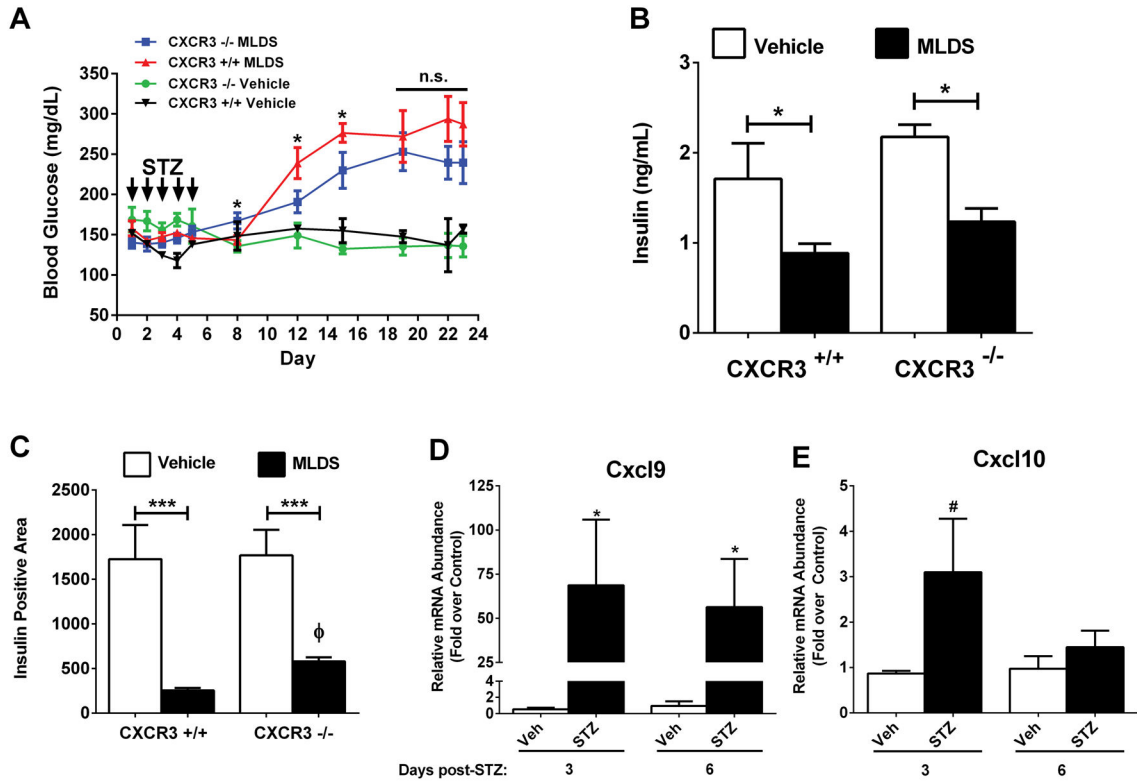 A
CXCR3 -/- MLDS
CXCR3 +/+ MLDS
CXCR3 -/- Vehicle
CXCR3 +/+ Vehicle
n.s.
350
300
250
200
150
100
50
Blood Glucose (mg/dL)
STZ
*
*
*
0 2 4 6 8 10 12 14 16 18 20 22 24
Day
B
Vehicle MLDS
3
2
1
0
Insulin (ng/mL)
*
*
CXCR3 +/+ CXCR3 -/-
C
Vehicle MLDS
2500
2000
1500
1000
500
0
Insulin Positive Area
***
***
ϕ
CXCR3 +/+ CXCR3 -/-
D
Cxcl9
Relative mRNA Abundance
(Fold over Control)
125
100
75
50
25
4
2
0
*
*
Veh STZ Veh STZ
Days post-STZ: 3 6
E
Cxcl10
Relative mRNA Abundance
(Fold over Control)
5
4
3
2
1
0
#
Veh STZ Veh STZ
3 6